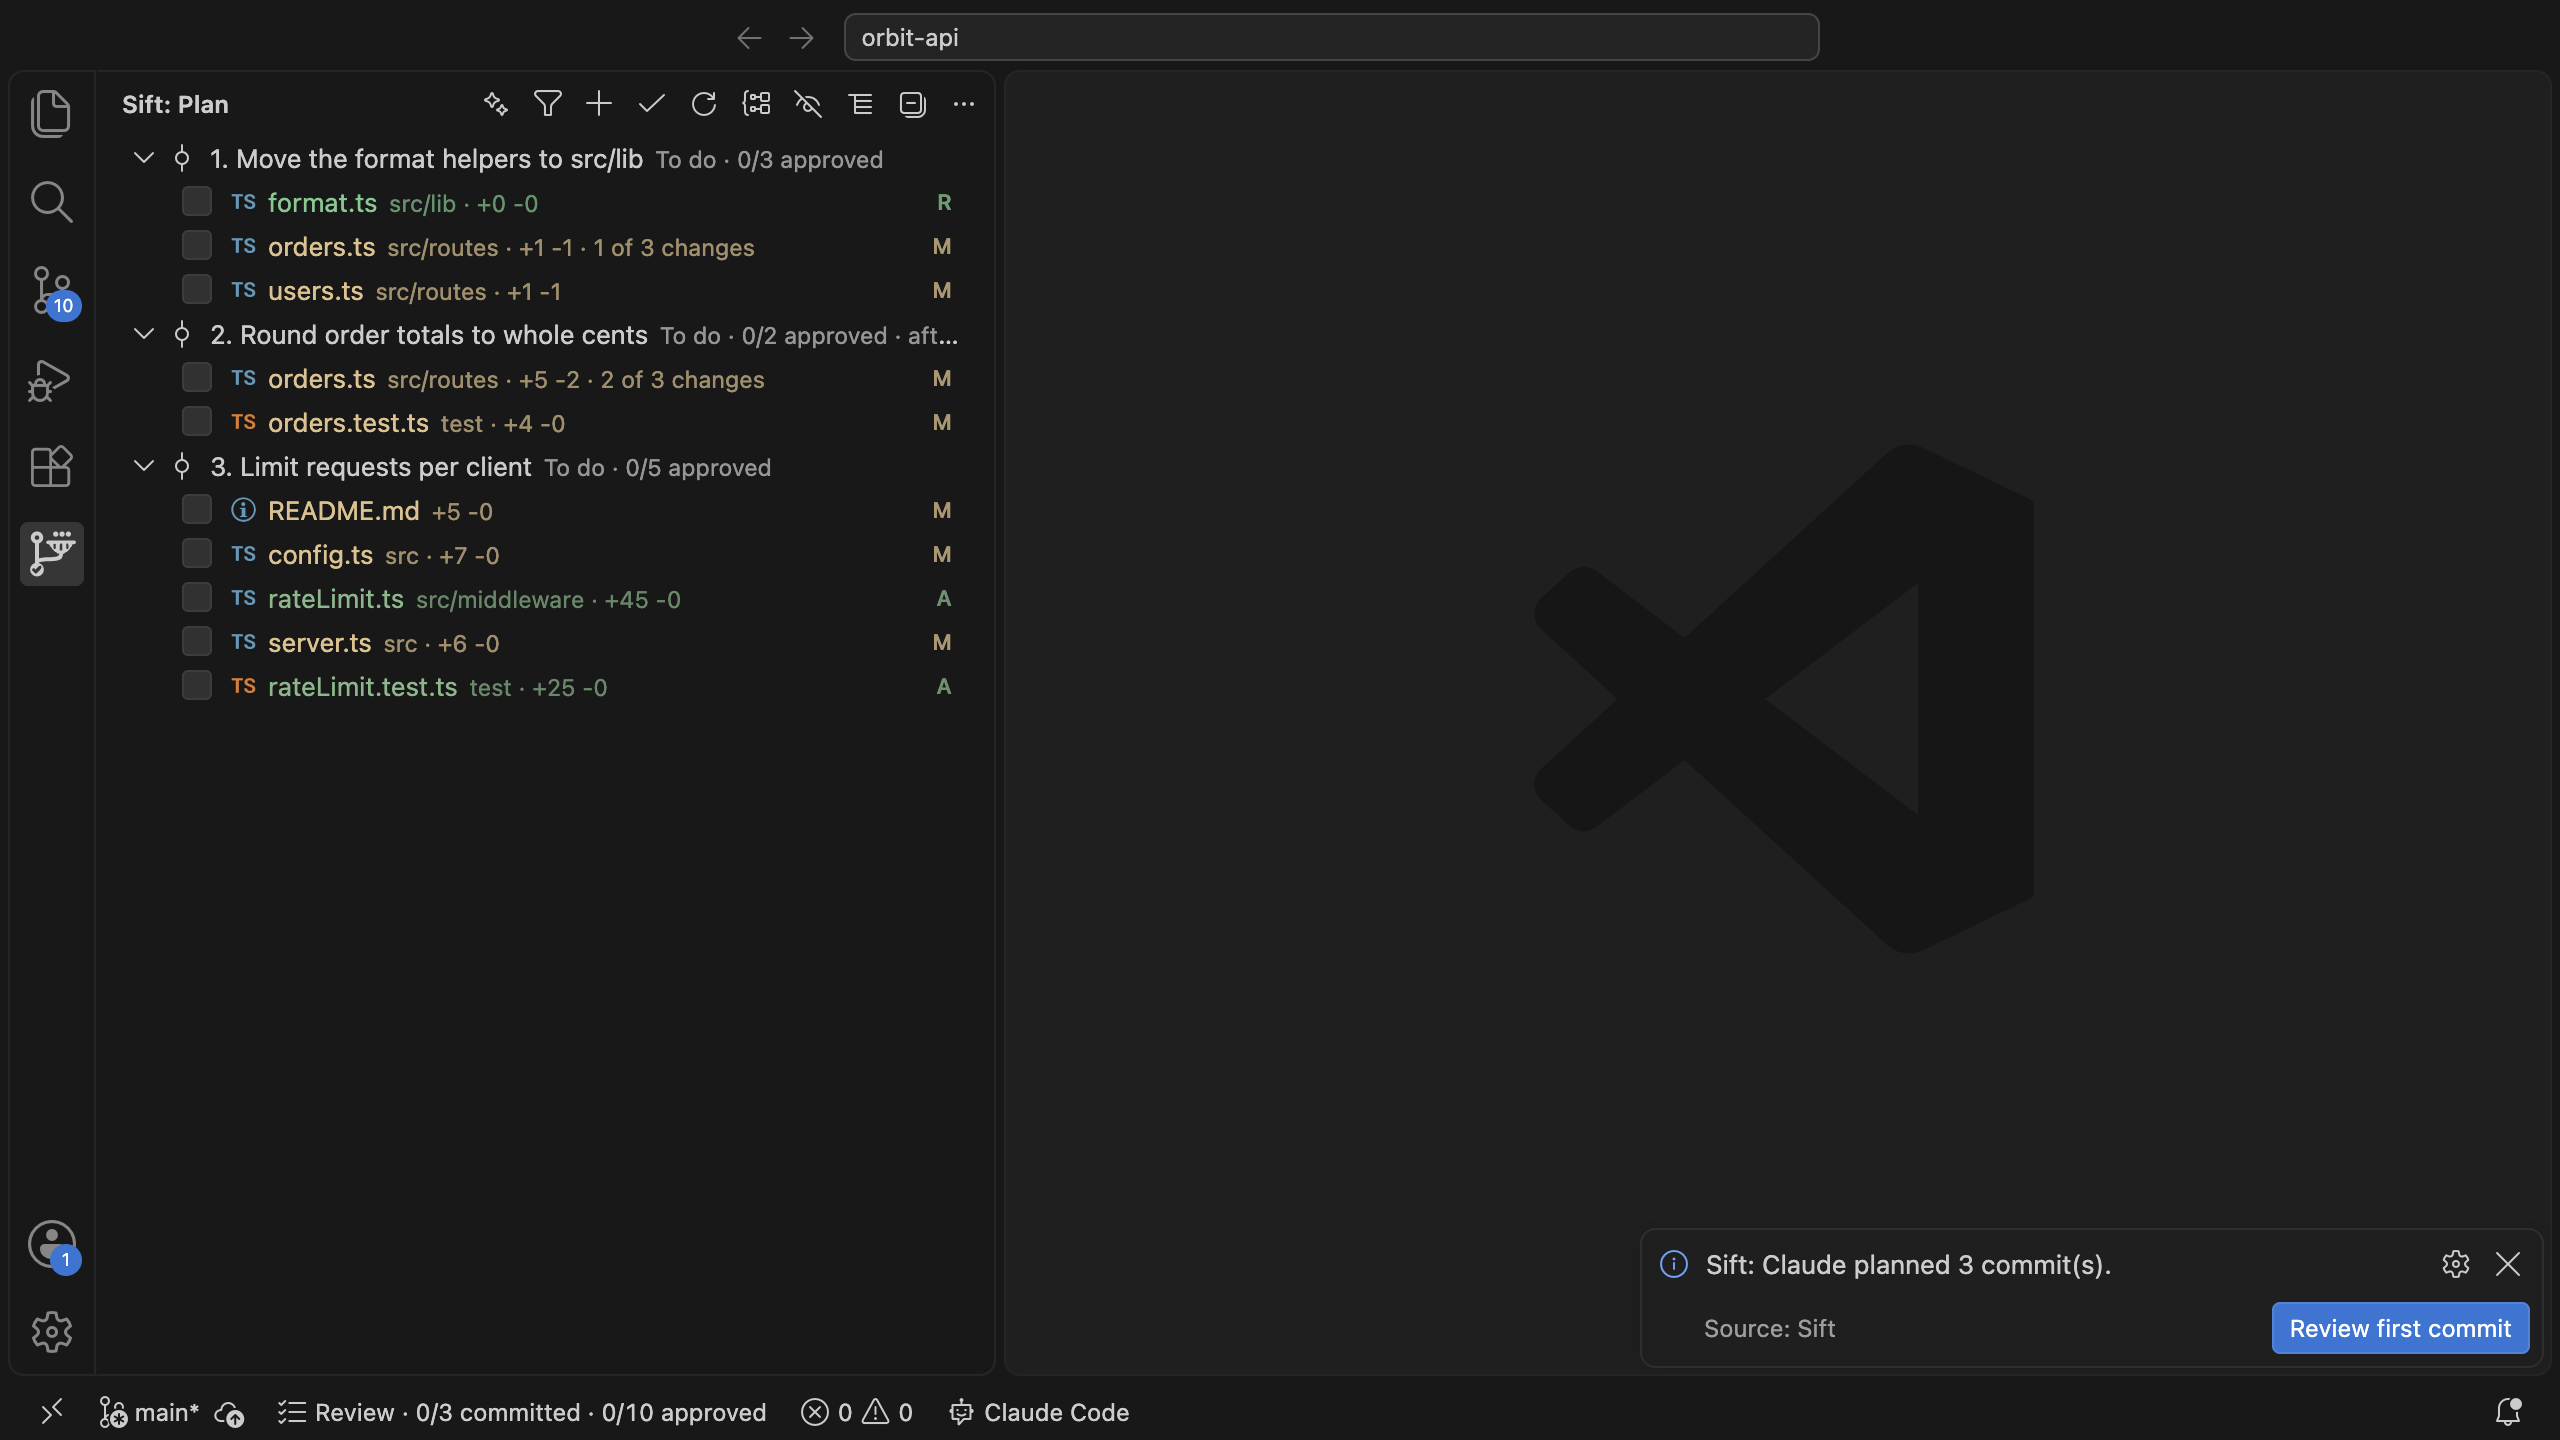 orbit-api
Sift: Plan
1. Move the format helpers to src/lib To do · 0/3 approved
TS format.ts src/lib · +0 -0 R
TS orders.ts src/routes · +1 -1 · 1 of 3 changes M
TS users.ts src/routes · +1 -1 M
2. Round order totals to whole cents To do · 0/2 approved · aft...
TS orders.ts src/routes · +5 -2 · 2 of 3 changes M
TS orders.test.ts test · +4 -0 M
3. Limit requests per client To do · 0/5 approved
README.md +5 -0 M
TS config.ts src · +7 -0 M
TS rateLimit.ts src/middleware · +45 -0 A
TS server.ts src · +6 -0 M
TS rateLimit.test.ts test · +25 -0 A
10
1
Sift: Claude planned 3 commit(s).
Source: Sift
Review first commit
main* Review · 0/3 committed · 0/10 approved 0 0 Claude Code